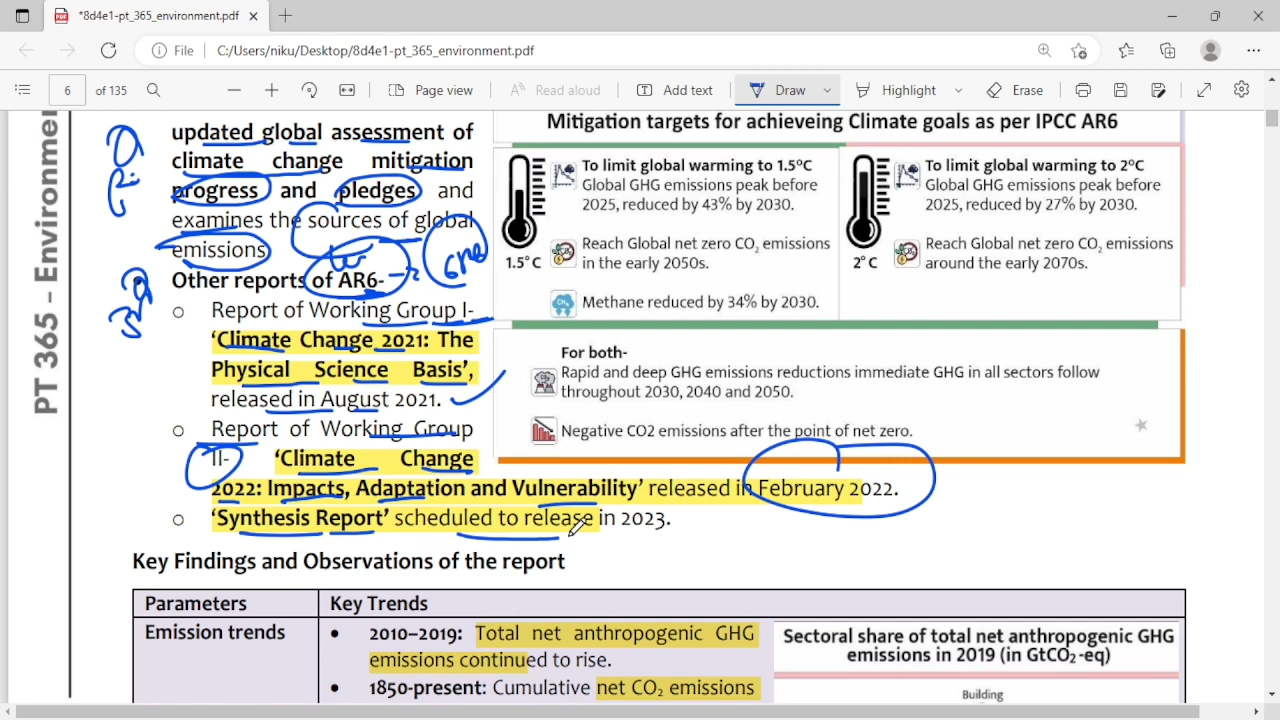 *8d4e1-pt_365_environment.pdf
File
C:/Users/niku/Desktop/8d4e1-pt_365_environment.pdf
6
of 135
Page view
Read aloud
Add text
Draw
Highlight
Erase
PT 365 - Environmen
updated global assessment of
climate change mitigation
progress and pledges and
examines the sources of global
emissions
Other reports of AR6-
Report of Working Group I-
‘Climate Change 2021: The
Physical Science Basis’,
released in August 2021.
Report of Working Group
II- ‘Climate Change
2022: Impacts, Adaptation and Vulnerability’ released in February 2022.
‘Synthesis Report’ scheduled to release in 2023.
Mitigation targets for achieveing Climate goals as per IPCC AR6
1.5°C
To limit global warming to 1.5°C
Global GHG emissions peak before
2025, reduced by 43% by 2030.
Reach Global net zero CO₂ emissions
in the early 2050s.
Methane reduced by 34% by 2030.
2°C
To limit global warming to 2°C
Global GHG emissions peak before
2025, reduced by 27% by 2030.
Reach Global net zero CO₂ emissions
around the early 2070s.
For both-
Rapid and deep GHG emissions reductions immediate GHG in all sectors follow
throughout 2030, 2040 and 2050.
Negative CO2 emissions after the point of net zero.
Key Findings and Observations of the report
Parameters
Key Trends
Emission trends
2010–2019: Total net anthropogenic GHG
emissions continued to rise.
1850-present: Cumulative net CO₂ emissions
Sectoral share of total net anthropogenic GHG
emissions in 2019 (in GtCO₂-eq)
Building